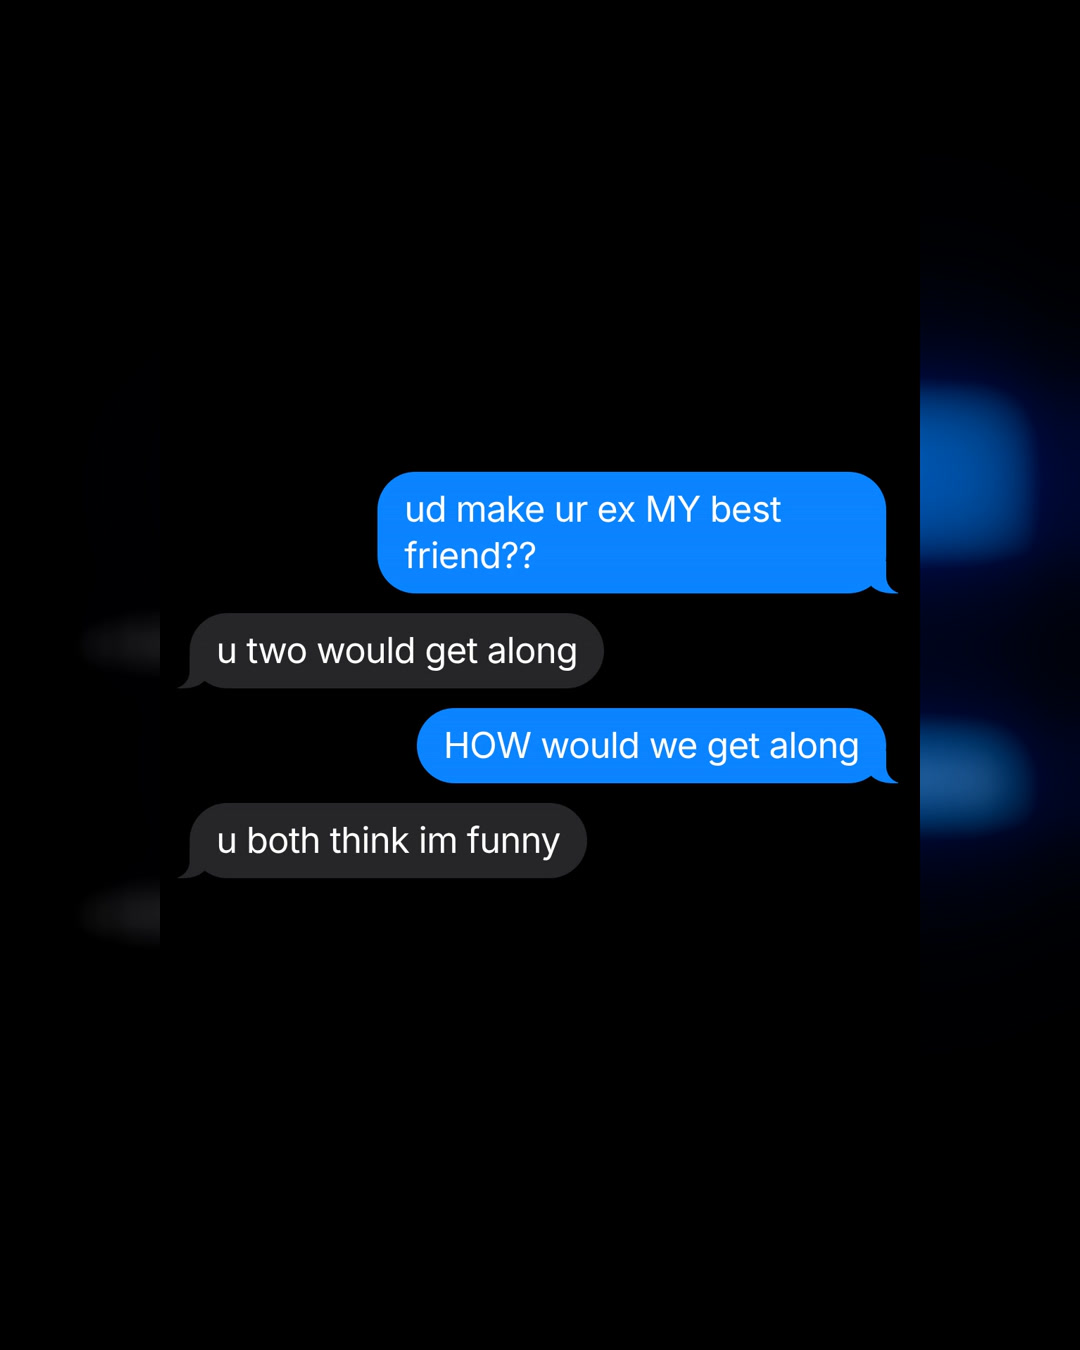 ud make ur ex MY best
friend??
u two would get along
HOW would we get along
u both think im funny